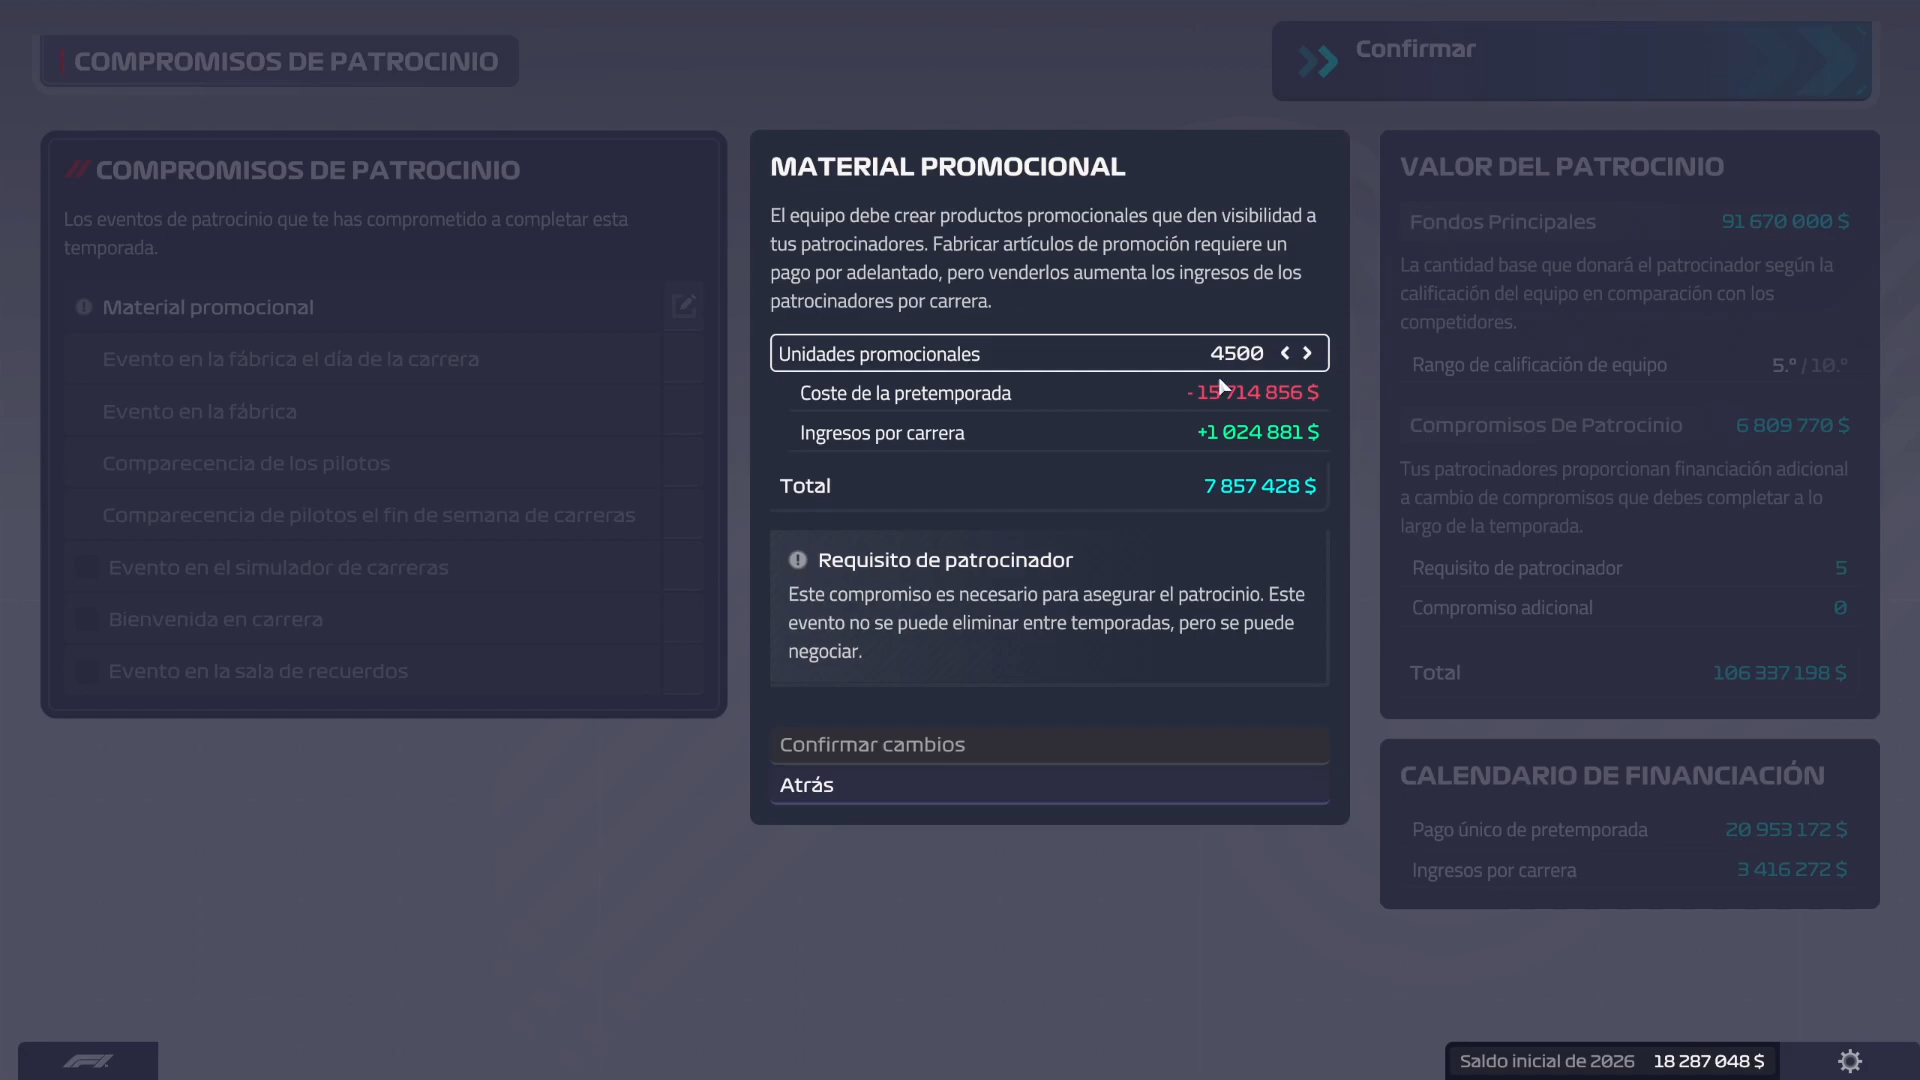 COMPROMISOS DE PATROCINIO
Confirmar
COMPROMISOS DE PATROCINIO
Los eventos de patrocinio que te has comprometido a completar esta
temporada.
Material promocional
Evento en la fábrica el día de la carrera
Evento en la fábrica
Comparecencia de los pilotos
Comparecencia de pilotos el fin de semana de carreras
Evento en el simulador de carreras
Bienvenida en carrera
Evento en la sala de recuerdos
MATERIAL PROMOCIONAL
El equipo debe crear productos promocionales que den visibilidad a
tus patrocinadores. Fabricar artículos de promoción requiere un
pago por adelantado, pero venderlos aumenta los ingresos de los
patrocinadores por carrera.
Unidades promocionales 4500
Coste de la pretemporada - 15 714 856 $
Ingresos por carrera +1 024 881 $
Total 7 857 428 $
Requisito de patrocinador
Este compromiso es necesario para asegurar el patrocinio. Este
evento no se puede eliminar entre temporadas, pero se puede
negociar.
Confirmar cambios
Atrás
VALOR DEL PATROCINIO
Fondos Principales 91 670 000 $
La cantidad base que donará el patrocinador según la
calificación del equipo en comparación con los
competidores.
Rango de calificación de equipo 5.º / 10.º
Compromisos De Patrocinio 6 809 770 $
Tus patrocinadores proporcionan financiación adicional
a cambio de compromisos que debes completar a lo
largo de la temporada.
Requisito de patrocinador 5
Compromiso adicional 0
Total 106 337 198 $
CALENDARIO DE FINANCIACIÓN
Pago único de pretemporada 20 953 172 $
Ingresos por carrera 3 416 272 $
Saldo inicial de 2026 18 287 048 $